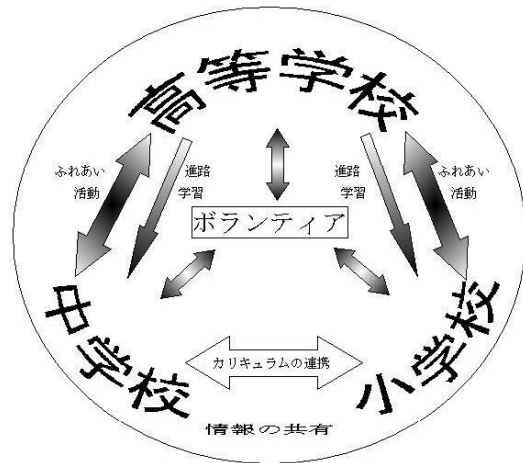 高等学校
ふれあい
活動
進路
学習
進路
学習
ふれあい
活動
ボランティア
中学校
カリキュラムの連携
小学校
情報の共有